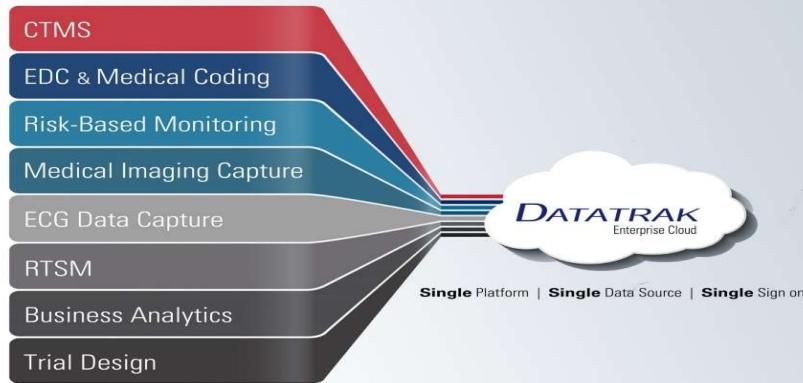 CTMS
EDC & Medical Coding
Risk-Based Monitoring
Medical Imaging Capture
ECG Data Capture
RTSM
Business Analytics
Trial Design
DATATRAK
Enterprise Cloud
Single Platform | Single Data Source | Single Sign on